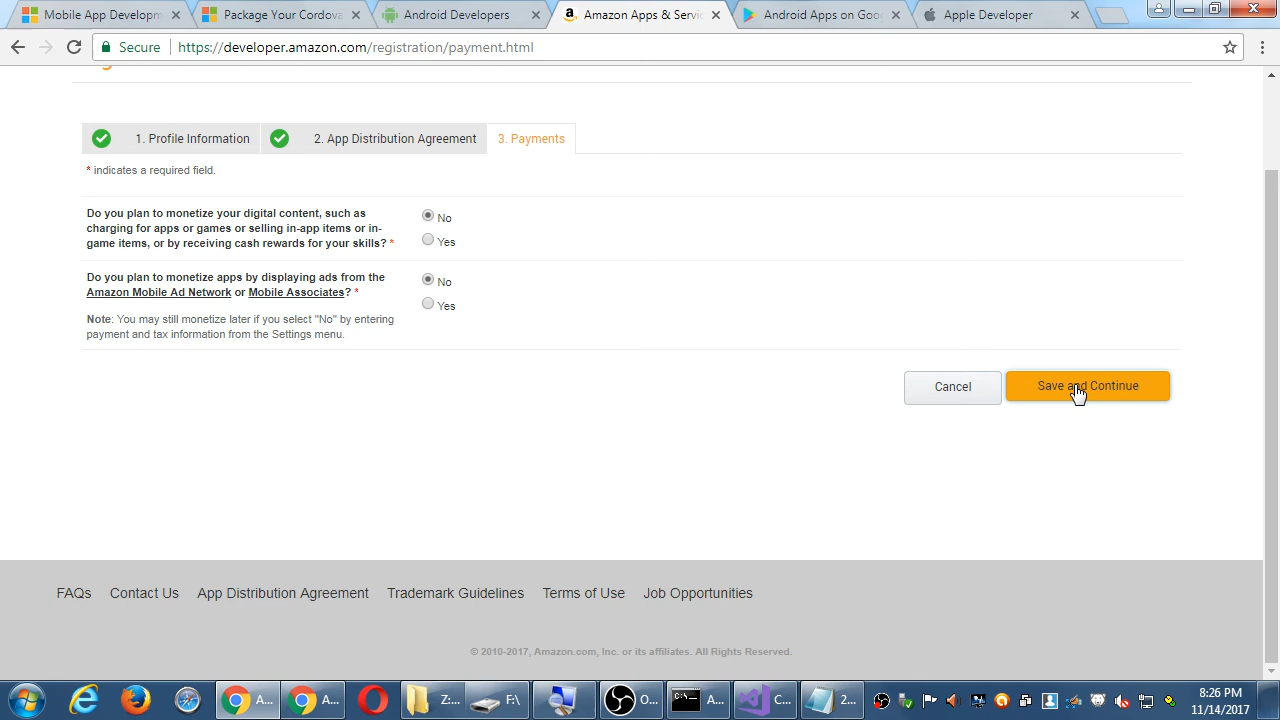 Mobile App Developm
Package Your Cordova
Android Developers
Amazon Apps & Servic
Android Apps on Goog
Apple Developer
Secure
https://developer.amazon.com/registration/payment.html
1. Profile Information
2. App Distribution Agreement
3. Payments
* indicates a required field.
Do you plan to monetize your digital content, such as
charging for apps or games or selling in-app items or in-
game items, or by receiving cash rewards for your skills? *
No
Yes
Do you plan to monetize apps by displaying ads from the
Amazon Mobile Ad Network or Mobile Associates? *
No
Yes
Note: You may still monetize later if you select "No" by entering
payment and tax information from the Settings menu.
Cancel
Save and Continue
FAQs
Contact Us
App Distribution Agreement
Trademark Guidelines
Terms of Use
Job Opportunities
© 2010-2017, Amazon.com, Inc. or its affiliates. All Rights Reserved.
A...
A...
Z:...
F:\
O...
A...
C...
2...
8:26 PM
11/14/2017